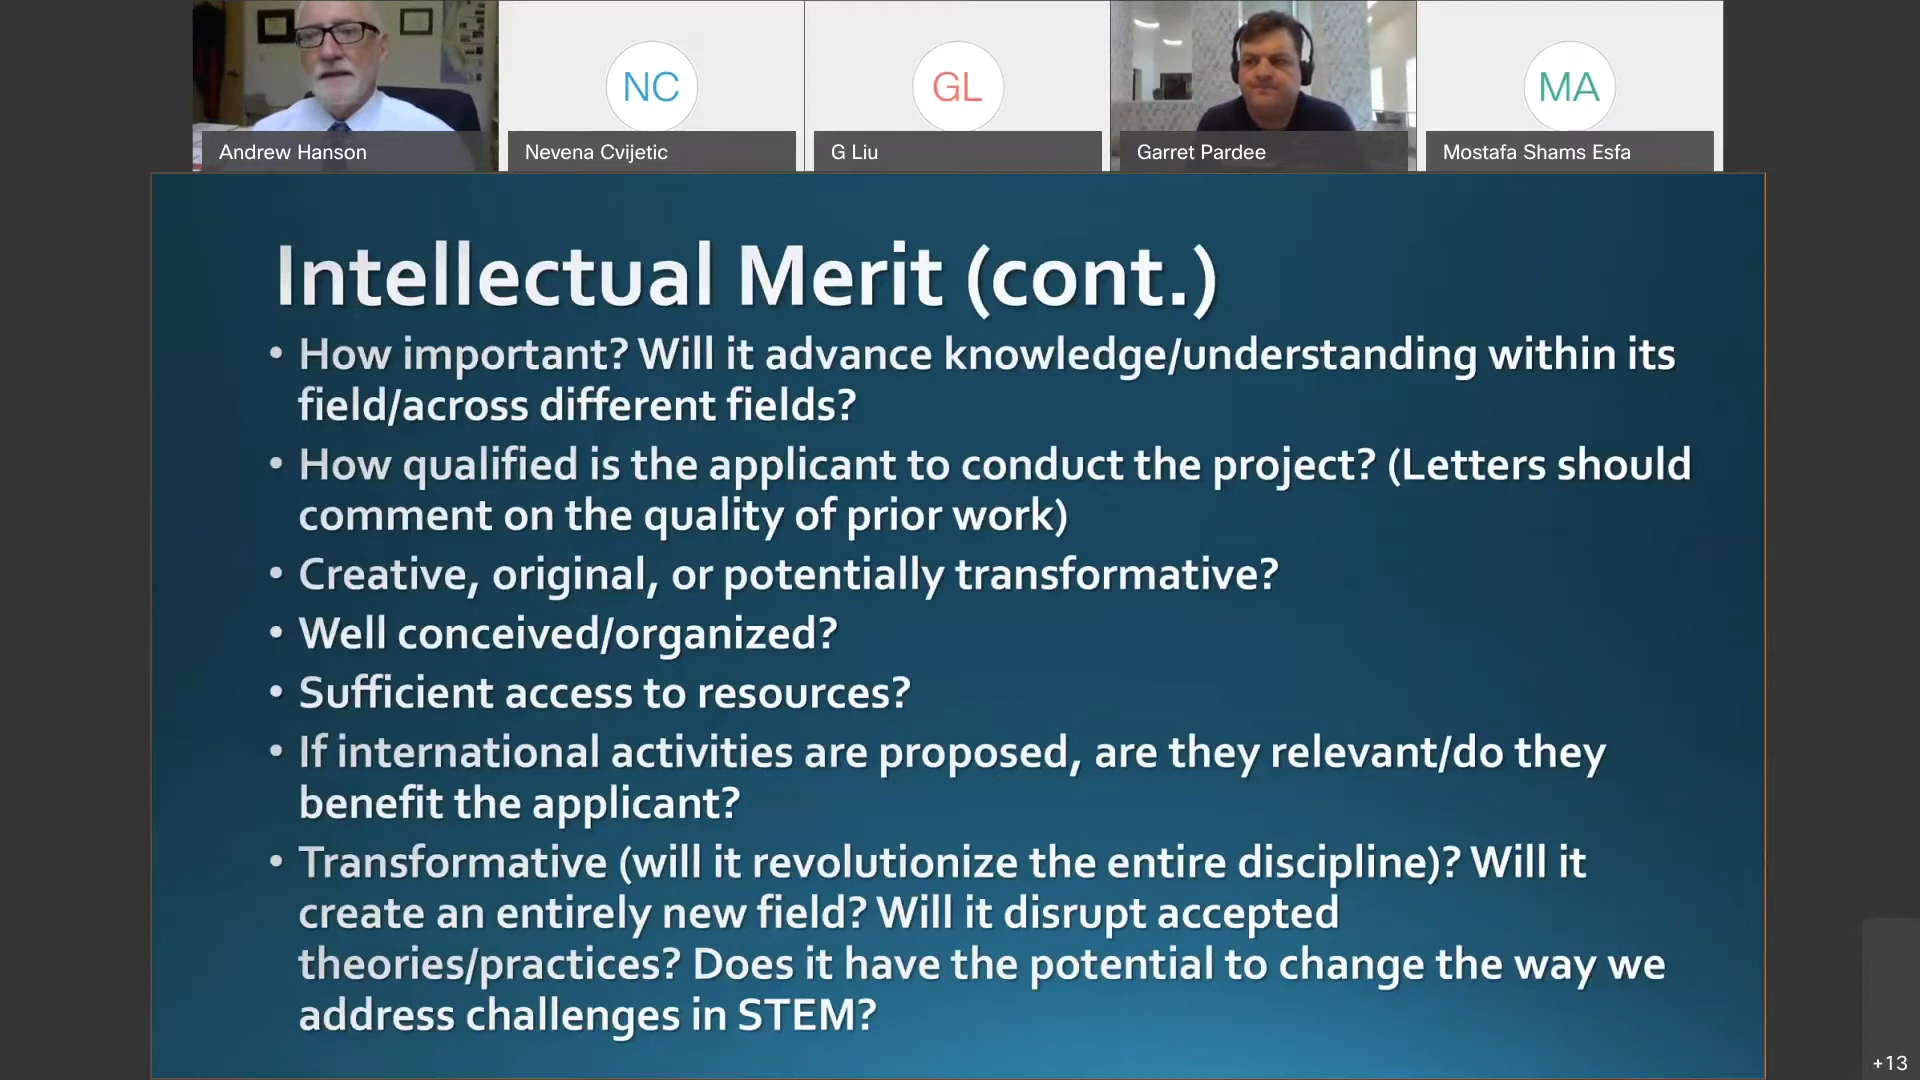 NC
GL
MA
Andrew Hanson
Nevena Cvijetic
G Liu
Garret Pardee
Mostafa Shams Esfa
Intellectual Merit (cont.)
• How important? Will it advance knowledge/understanding within its
field/across different fields?
• How qualified is the applicant to conduct the project? (Letters should
comment on the quality of prior work)
• Creative, original, or potentially transformative?
• Well conceived/organized?
• Sufficient access to resources?
• If international activities are proposed, are they relevant/do they
benefit the applicant?
• Transformative (will it revolutionize the entire discipline)? Will it
create an entirely new field? Will it disrupt accepted
theories/practices? Does it have the potential to change the way we
address challenges in STEM?
+13